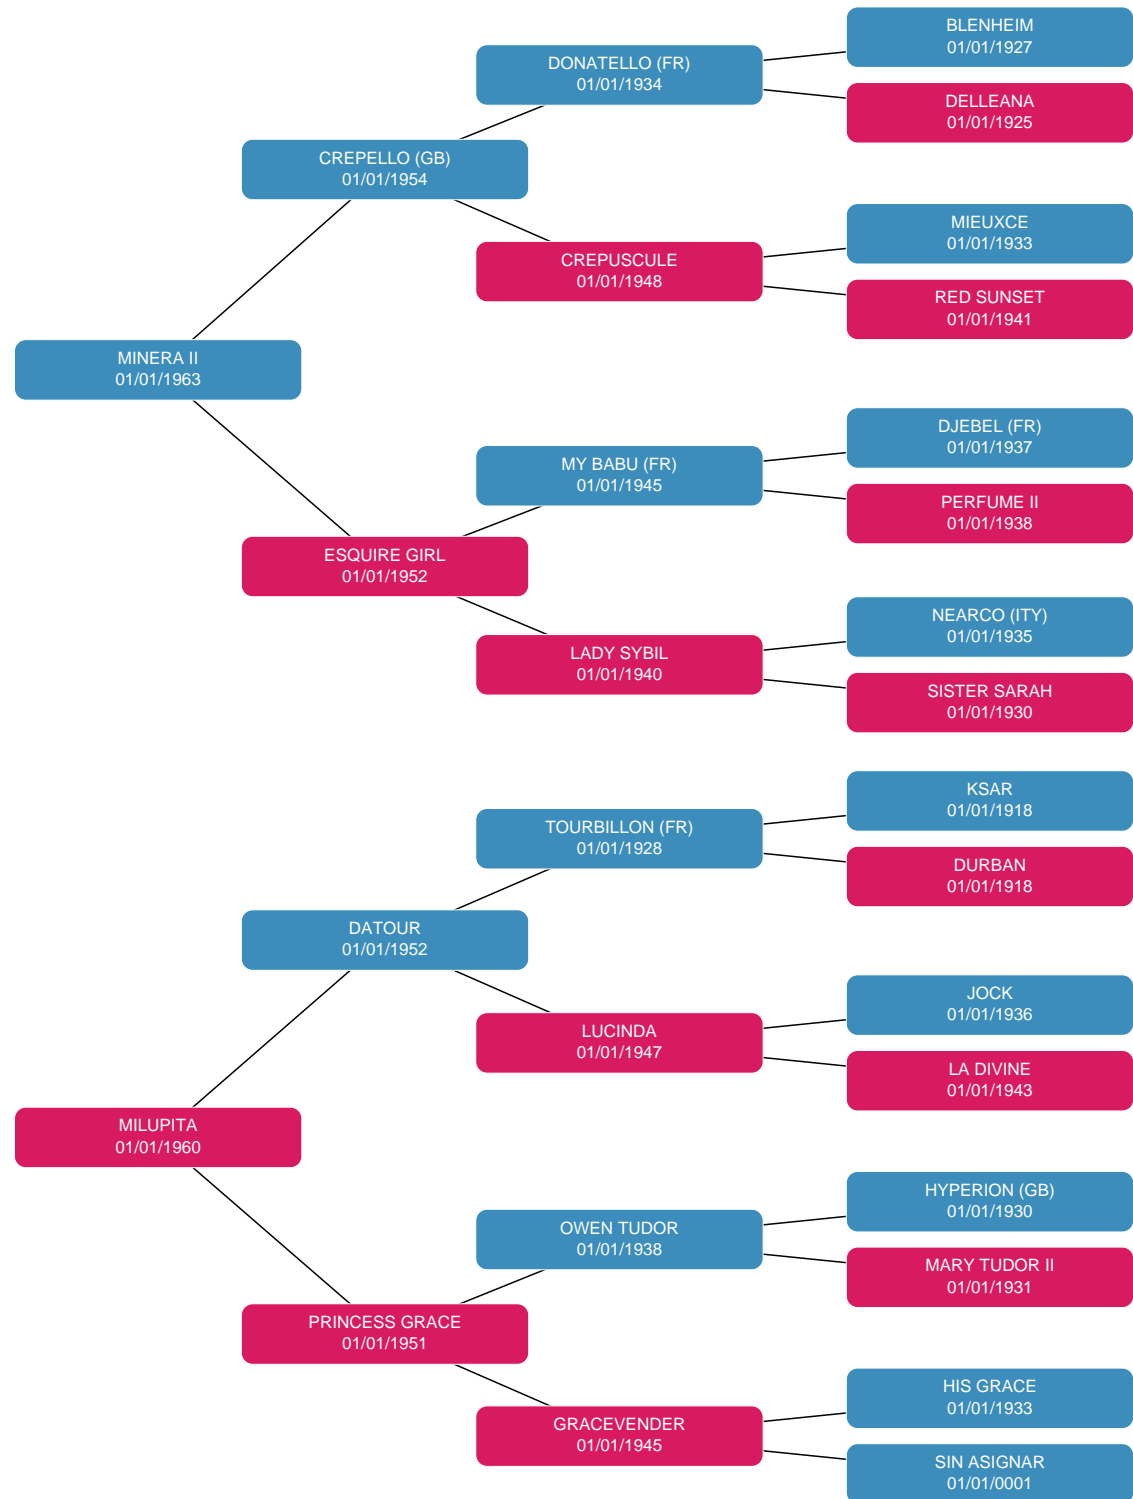 BLENHEIM
01/01/1927
DONATELLO (FR)
01/01/1934
DELLEANA
01/01/1925
CREPELLO (GB)
01/01/1954
MIEUXCE
01/01/1933
CREPUSCULE
01/01/1948
RED SUNSET
01/01/1941
MINERA II
01/01/1963
DJEBEL (FR)
01/01/1937
MY BABU (FR)
01/01/1945
PERFUME II
01/01/1938
ESQUIRE GIRL
01/01/1952
NEARCO (ITY)
01/01/1935
LADY SYBIL
01/01/1940
SISTER SARAH
01/01/1930
KSAR
01/01/1918
TOURBILLON (FR)
01/01/1928
DURBAN
01/01/1918
DATOUR
01/01/1952
JOCK
01/01/1936
LUCINDA
01/01/1947
LA DIVINE
01/01/1943
MILUPITA
01/01/1960
HYPERION (GB)
01/01/1930
OWEN TUDOR
01/01/1938
MARY TUDOR II
01/01/1931
PRINCESS GRACE
01/01/1951
HIS GRACE
01/01/1933
GRACEVENDER
01/01/1945
SIN ASIGNAR
01/01/0001